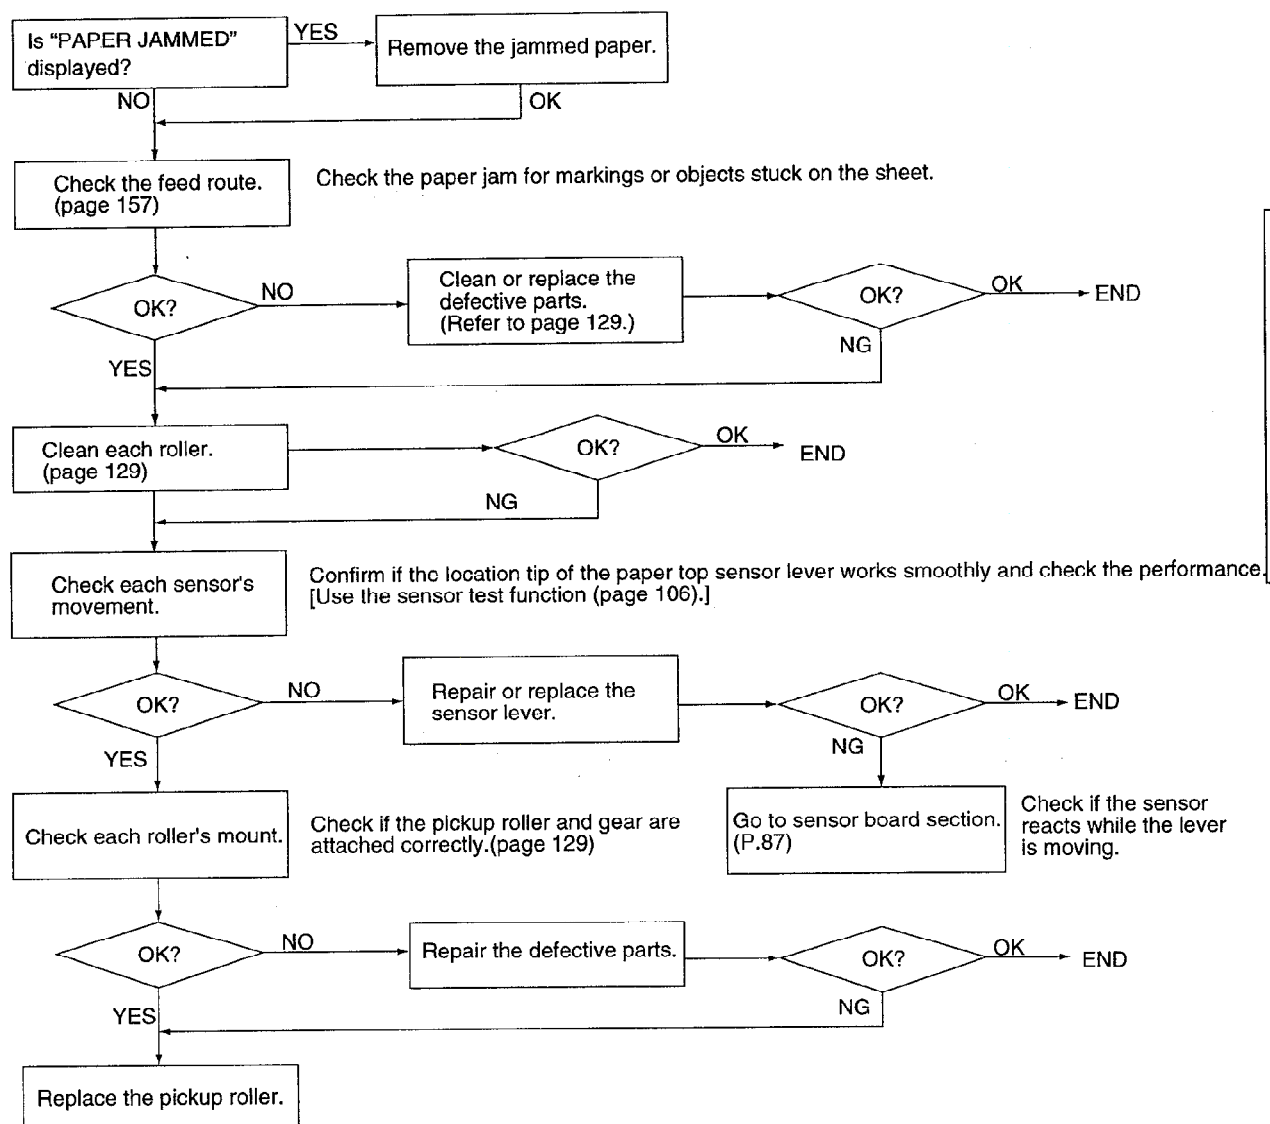 Is “PAPER JAMMED”
displayed?
YES
Remove the jammed paper.
NO
OK
Check the feed route.
(page 157)
Check the paper jam for markings or objects stuck on the sheet.
OK?
NO
Clean or replace the
defective parts.
(Refer to page 129.)
OK?
OK
END
NG
YES
Clean each roller.
(page 129)
OK?
OK
END
NG
Check each sensor's
movement.
Confirm if the location tip of the paper top sensor lever works smoothly and check the performance.
[Use the sensor test function (page 106).]
OK?
NO
Repair or replace the
sensor lever.
OK?
OK
END
YES
NG
Check each roller's mount.
Check if the pickup roller and gear are
attached correctly.(page 129)
Go to sensor board section.
(P.87)
Check if the sensor
reacts while the lever
is moving.
OK?
NO
Repair the defective parts.
OK?
OK
END
YES
NG
Replace the pickup roller.